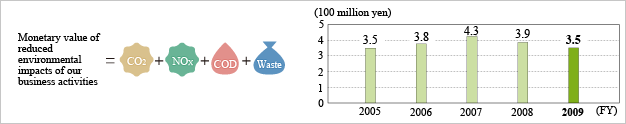 Monetary value of
reduced
environmental
impacts of our
business activities
= CO2 + NOX + COD + Waste
(100 million yen)
5
4
3
2
1
0
3.5 3.8 4.3 3.9 3.5
2005 2006 2007 2008 2009 (FY)